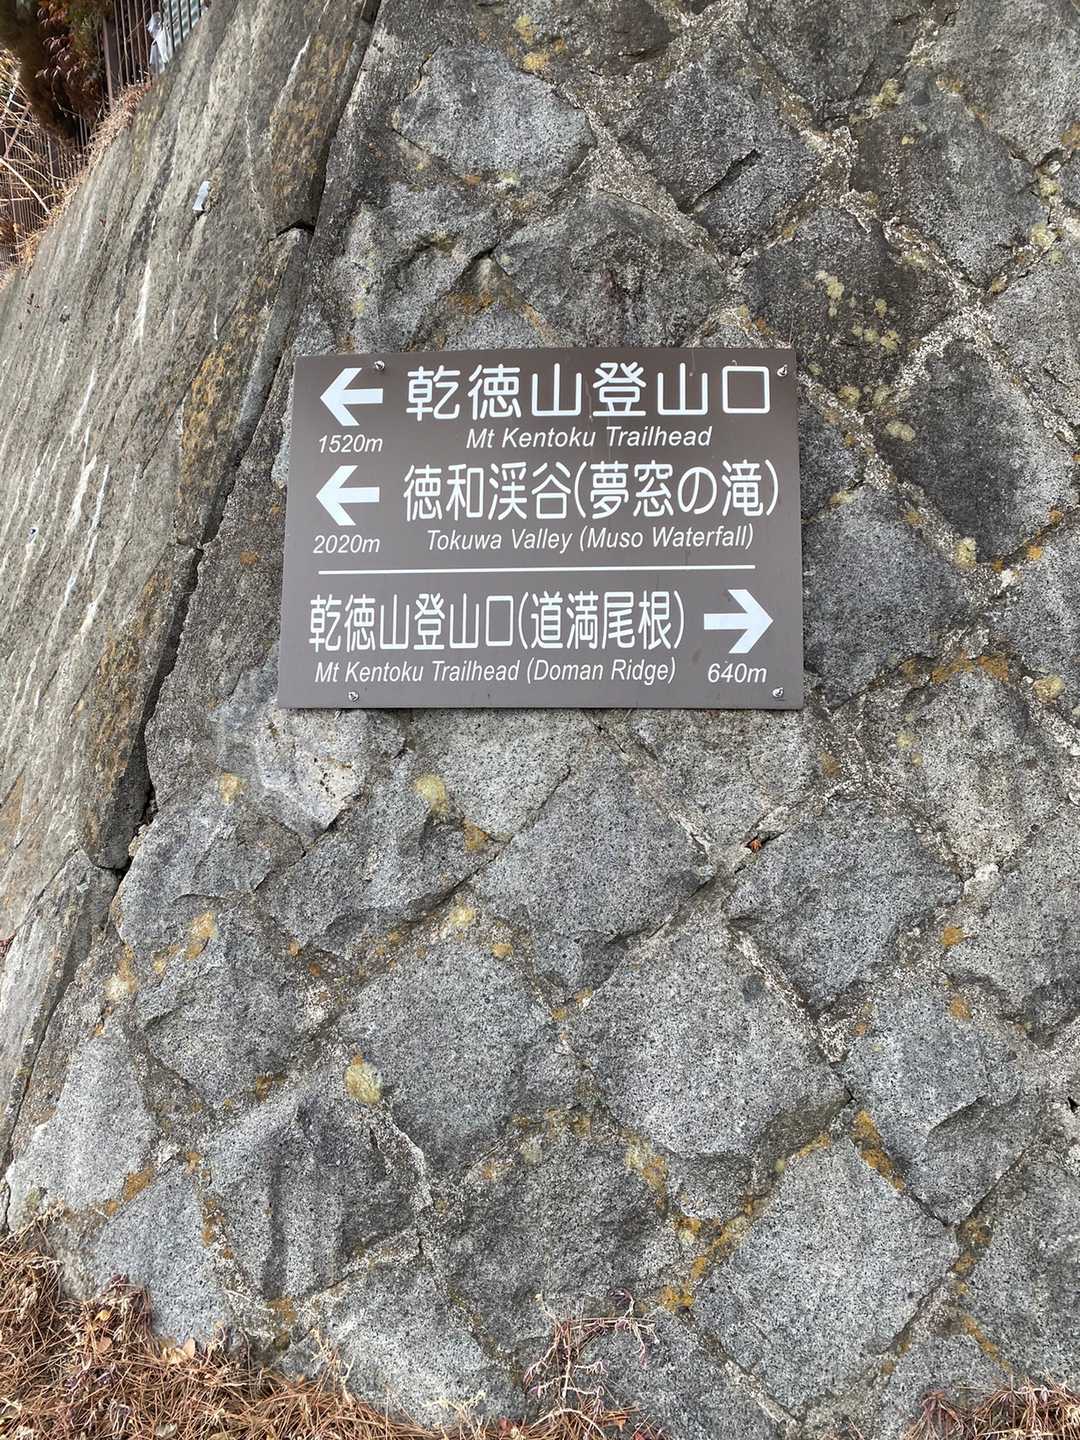 乾徳山登山口
1520m
Mt Kentoku Trailhead
徳和渓谷(夢窓の滝)
2020m
Tokuwa Valley (Muso Waterfall)
乾徳山登山口(道満尾根)
Mt Kentoku Trailhead (Doman Ridge)
640m